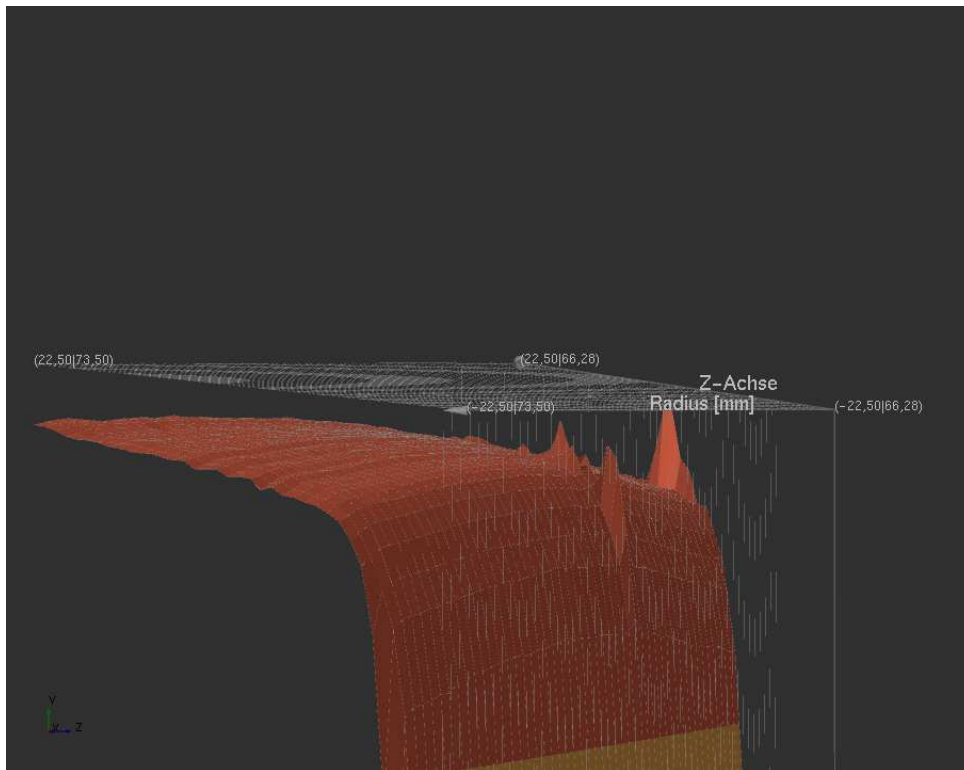 (22,50|73,50)
(22,50|66,28)
Z-Achse
Radius [mm]
(-22,50|73,50)
(-22,50|66,28)
Y
X Z